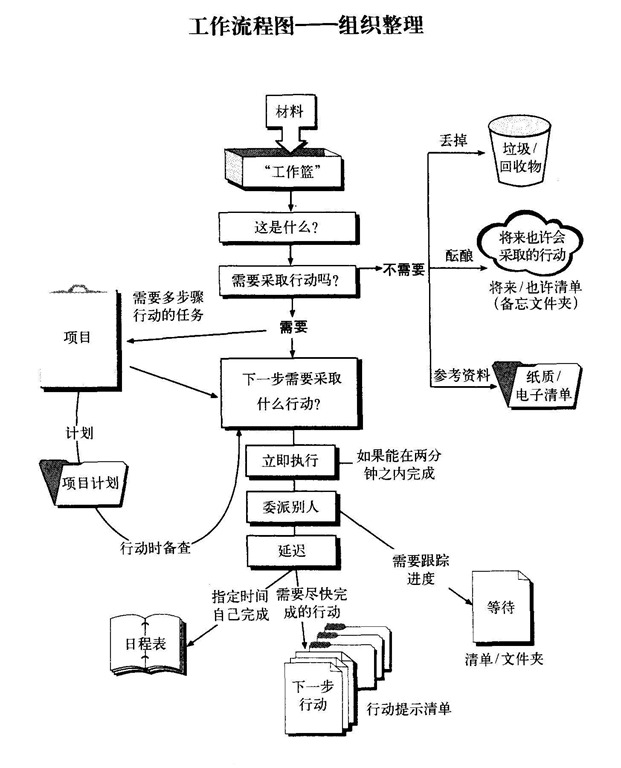 工作流程图——组织整理
材料
“工作篮”
这是什么？
需要采取行动吗？
不需要
丢掉
垃圾/
回收物
酝酿
将来也许会
采取的行动
将来/也许清单
（备忘文件夹）
参考资料
纸质/
电子清单
需要
需要多步骤
行动的任务
项目
计划
项目计划
行动时备查
下一步需要采取
什么行动？
立即执行
如果能在两分
钟之内完成
委派别人
延迟
需要跟踪
进度
等待
清单/文件夹
指定时间
自己完成
日程表
需要尽快完
成的行动
下一步
行动
行动提示清单